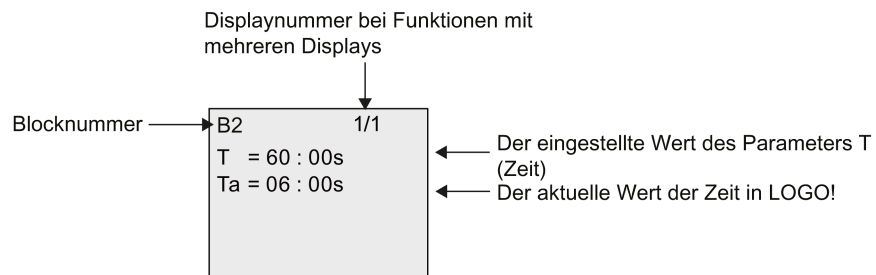 Displaynummer bei Funktionen mit
mehreren Displays
Blocknummer
B2 1/1
T = 60 : 00s
Ta = 06 : 00s
Der eingestellte Wert des Parameters T
(Zeit)
Der aktuelle Wert der Zeit in LOGO!